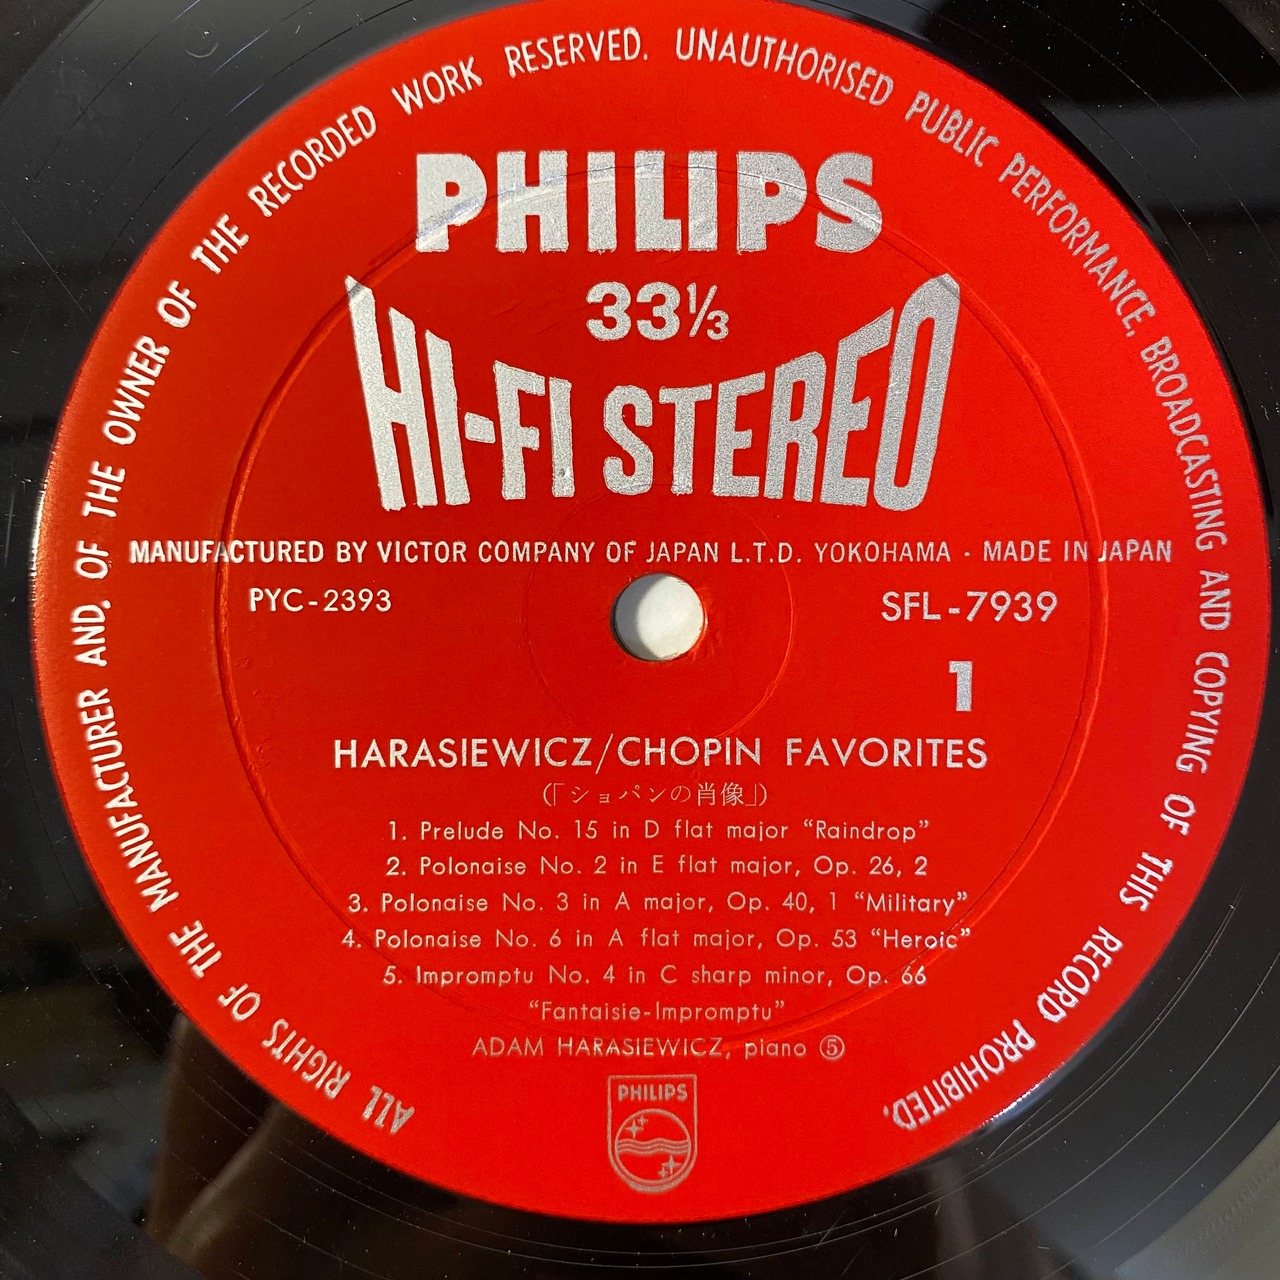 ALL RIGHTS OF THE MANUFACTURER AND, OF THE OWNER OF THE RECORDED WORK RESERVED. UNAUTHORISED PUBLIC PERFORMANCE, BROADCASTING AND COPYING OF THIS RECORD PROHIBITED.
PHILIPS
33⅓
HI-FI STEREO
MANUFACTURED BY VICTOR COMPANY OF JAPAN L.T.D. YOKOHAMA · MADE IN JAPAN
PYC-2393 SFL-7939
1
HARASIEWICZ/CHOPIN FAVORITES
(「ショパンの肖像」)
1. Prelude No. 15 in D flat major “Raindrop”
2. Polonaise No. 2 in E flat major, Op. 26, 2
3. Polonaise No. 3 in A major, Op. 40, 1 “Military”
4. Polonaise No. 6 in A flat major, Op. 53 “Heroic”
5. Impromptu No. 4 in C sharp minor, Op. 66
“Fantaisie-Impromptu”
ADAM HARASIEWICZ, piano ⑤
PHILIPS